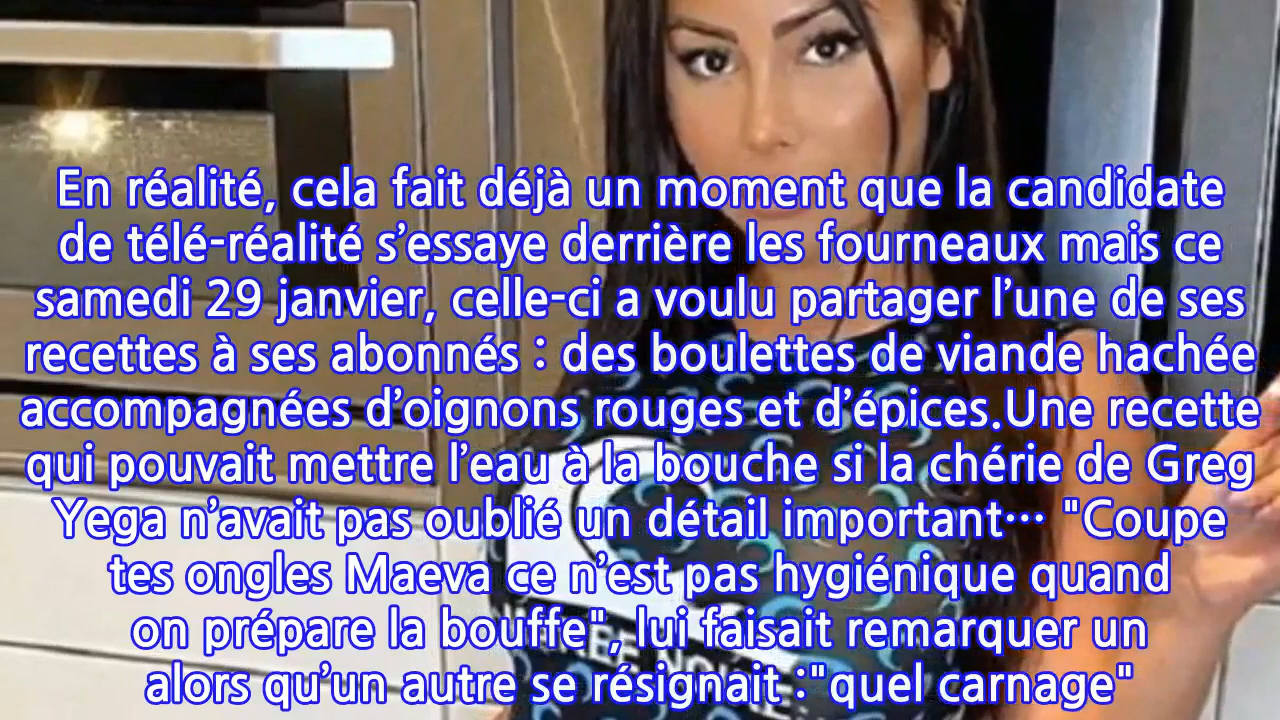 En réalité, cela fait déjà un moment que la candidate
de télé-réalité s’essaye derrière les fourneaux mais ce
samedi 29 janvier, celle-ci a voulu partager l’une de ses
recettes à ses abonnés : des boulettes de viande hachée
accompagnées d’oignons rouges et d’épices.Une recette
qui pouvait mettre l’eau à la bouche si la chérie de Greg
Yega n’avait pas oublié un détail important… "Coupe
tes ongles Maeva ce n’est pas hygiénique quand
on prépare la bouffe", lui faisait remarquer un
alors qu’un autre se résignait :"quel carnage"